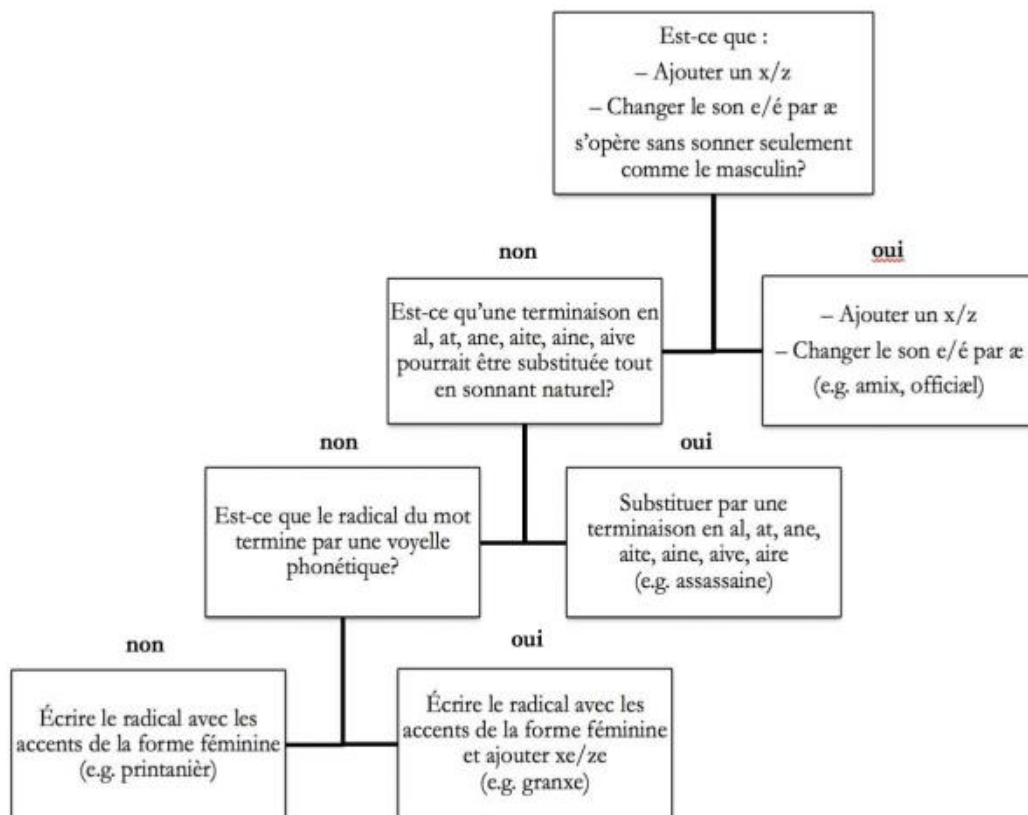 Est-ce que :
– Ajouter un x/z
– Changer le son e/é par æ
s’opère sans sonner seulement
comme le masculin?
non
oui
Est-ce qu’une terminaison en
al, at, ane, aite, aine, aive
pourrait être substituée tout
en sonnant naturel?
– Ajouter un x/z
– Changer le son e/é par æ
(e.g. amix, officiæl)
non
oui
Est-ce que le radical du mot
termine par une voyelle
phonétique?
Substituer par une
terminaison en al, at, ane,
aite, aine, aive, aire
(e.g. assassaine)
non
oui
Écrire le radical avec les
accents de la forme féminine
(e.g. printanièr)
Écrire le radical avec les
accents de la forme féminine
et ajouter xe/ze
(e.g. granxe)